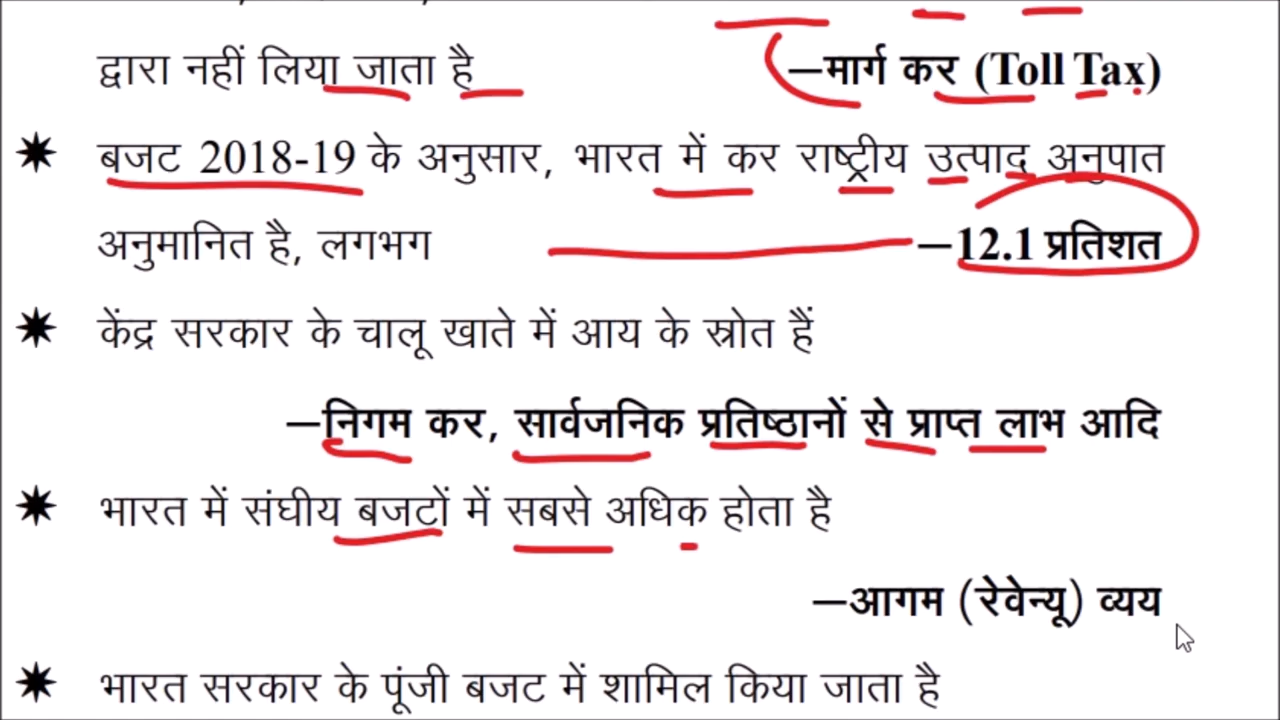 द्वारा नहीं लिया जाता है —मार्ग कर (Toll Tax)
✷ बजट 2018-19 के अनुसार, भारत में कर राष्ट्रीय उत्पाद अनुपात
अनुमानित है, लगभग —12.1 प्रतिशत
✷ केंद्र सरकार के चालू खाते में आय के स्रोत हैं
—निगम कर, सार्वजनिक प्रतिष्ठानों से प्राप्त लाभ आदि
✷ भारत में संघीय बजटों में सबसे अधिक होता है
—आगम (रेवेन्यू) व्यय
✷ भारत सरकार के पूंजी बजट में शामिल किया जाता है